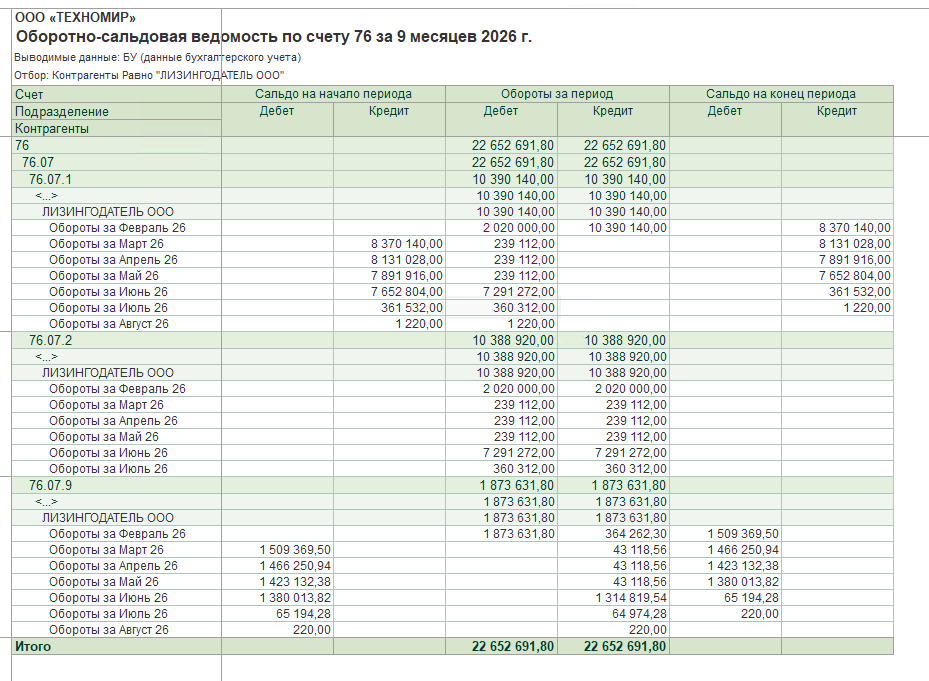 ООО «ТЕХНОМИР»
Оборотно-сальдовая ведомость по счету 76 за 9 месяцев 2026 г.
Выводимые данные: БУ (данные бухгалтерского учета)
Отбор: Контрагенты Равно "ЛИЗИНГОДАТЕЛЬ ООО"
Счет Сальдо на начало периода Обороты за период Сальдо на конец периода
Подразделение Дебет Кредит Дебет Кредит Дебет Кредит
Контрагенты
76 22 652 691,80 22 652 691,80
76.07 22 652 691,80 22 652 691,80
76.07.1 10 390 140,00 10 390 140,00
<...> 10 390 140,00 10 390 140,00
ЛИЗИНГОДАТЕЛЬ ООО 10 390 140,00 10 390 140,00
Обороты за Февраль 26 2 020 000,00 10 390 140,00 8 370 140,00
Обороты за Март 26 8 370 140,00 239 112,00 8 131 028,00
Обороты за Апрель 26 8 131 028,00 239 112,00 7 891 916,00
Обороты за Май 26 7 891 916,00 239 112,00 7 652 804,00
Обороты за Июнь 26 7 652 804,00 7 291 272,00 361 532,00
Обороты за Июль 26 361 532,00 360 312,00 1 220,00
Обороты за Август 26 1 220,00 1 220,00
76.07.2 10 388 920,00 10 388 920,00
<...> 10 388 920,00 10 388 920,00
ЛИЗИНГОДАТЕЛЬ ООО 10 388 920,00 10 388 920,00
Обороты за Февраль 26 2 020 000,00 2 020 000,00
Обороты за Март 26 239 112,00 239 112,00
Обороты за Апрель 26 239 112,00 239 112,00
Обороты за Май 26 239 112,00 239 112,00
Обороты за Июнь 26 7 291 272,00 7 291 272,00
Обороты за Июль 26 360 312,00 360 312,00
76.07.9 1 873 631,80 1 873 631,80
<...> 1 873 631,80 1 873 631,80
ЛИЗИНГОДАТЕЛЬ ООО 1 873 631,80 1 873 631,80
Обороты за Февраль 26 1 873 631,80 364 262,30 1 509 369,50
Обороты за Март 26 1 509 369,50 43 118,56 1 466 250,94
Обороты за Апрель 26 1 466 250,94 43 118,56 1 423 132,38
Обороты за Май 26 1 423 132,38 43 118,56 1 380 013,82
Обороты за Июнь 26 1 380 013,82 1 314 819,54 65 194,28
Обороты за Июль 26 65 194,28 64 974,28 220,00
Обороты за Август 26 220,00 220,00
Итого 22 652 691,80 22 652 691,80